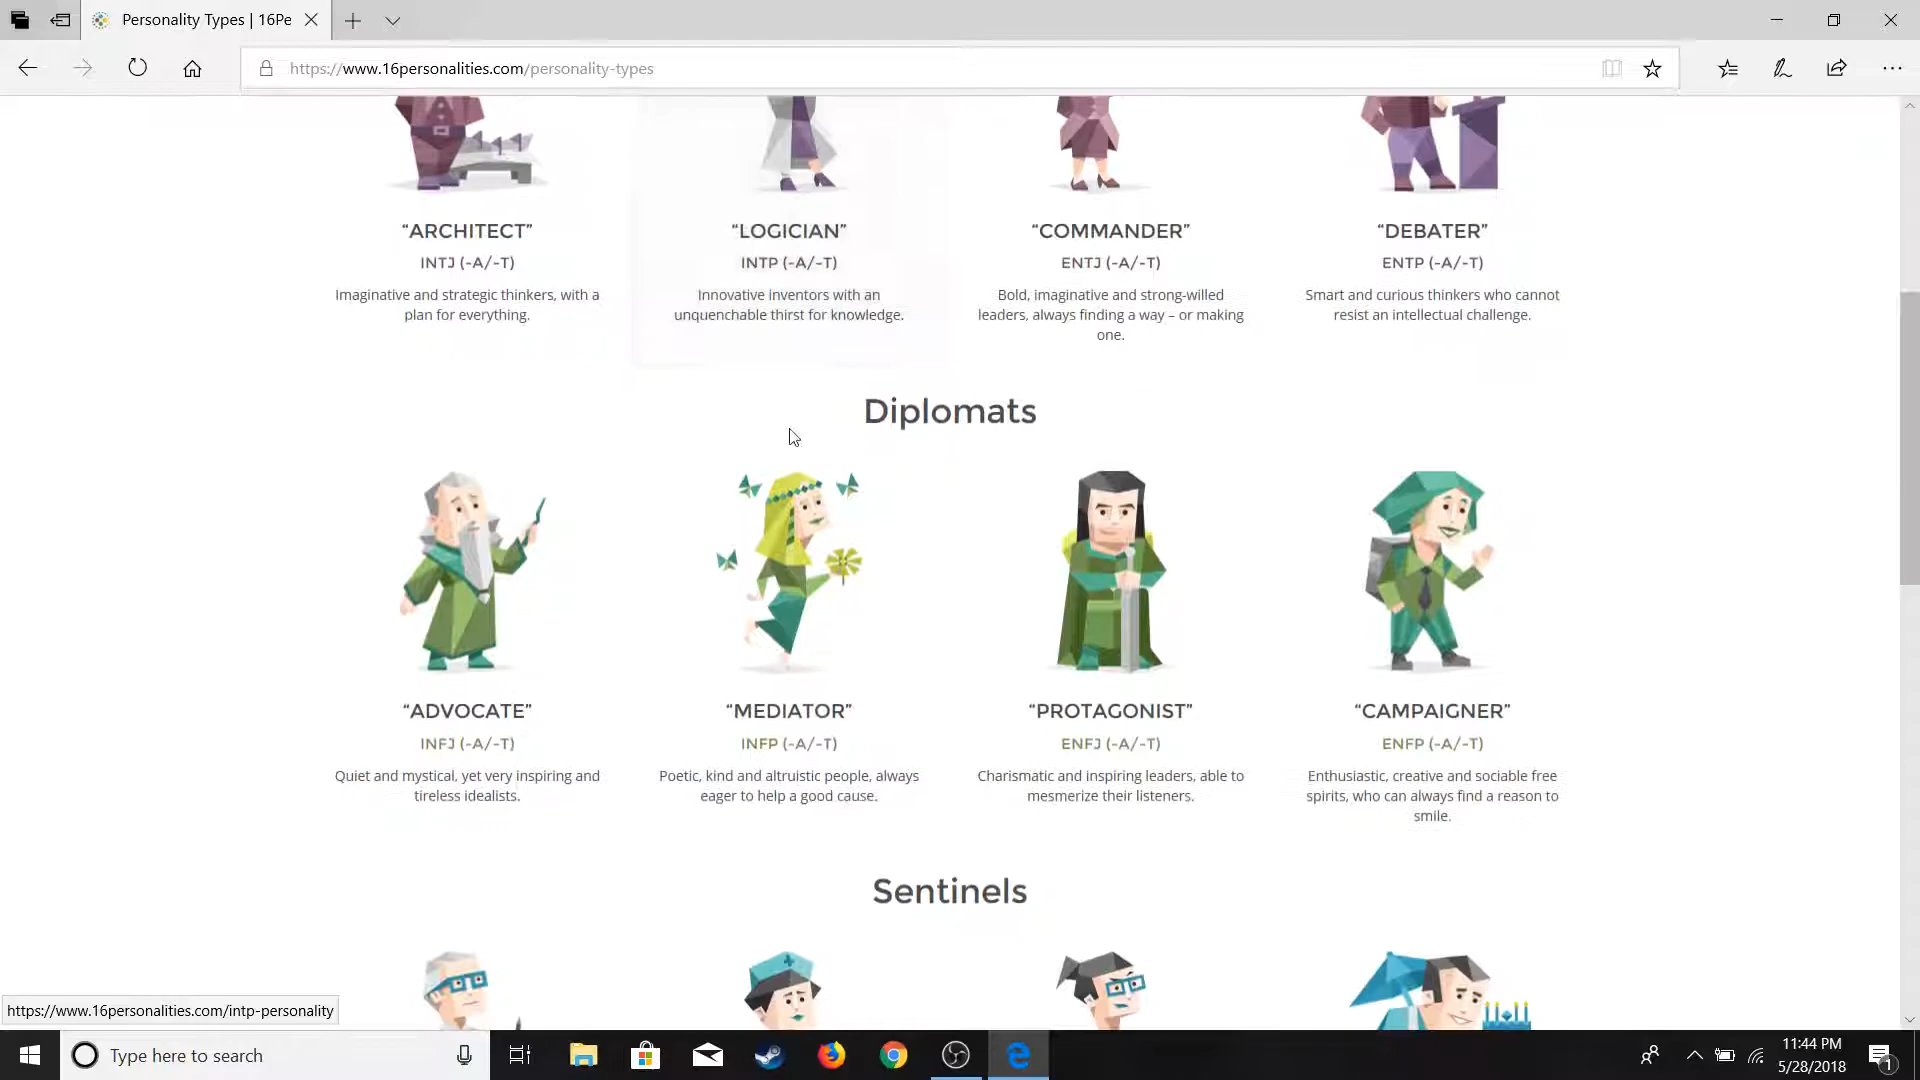 Personality Types | 16Pe
https://www.16personalities.com/personality-types
“ARCHITECT” “LOGICIAN” “COMMANDER” “DEBATER”
INTJ (-A/-T) INTP (-A/-T) ENTJ (-A/-T) ENTP (-A/-T)
Imaginative and strategic thinkers, with a
plan for everything.
Innovative inventors with an
unquenchable thirst for knowledge.
Bold, imaginative and strong-willed
leaders, always finding a way – or making
one.
Smart and curious thinkers who cannot
resist an intellectual challenge.
Diplomats
“ADVOCATE” “MEDIATOR” “PROTAGONIST” “CAMPAIGNER”
INFJ (-A/-T) INFP (-A/-T) ENFJ (-A/-T) ENFP (-A/-T)
Quiet and mystical, yet very inspiring and
tireless idealists.
Poetic, kind and altruistic people, always
eager to help a good cause.
Charismatic and inspiring leaders, able to
mesmerize their listeners.
Enthusiastic, creative and sociable free
spirits, who can always find a reason to
smile.
Sentinels
https://www.16personalities.com/intp-personality
Type here to search
11:44 PM
5/28/2018
1